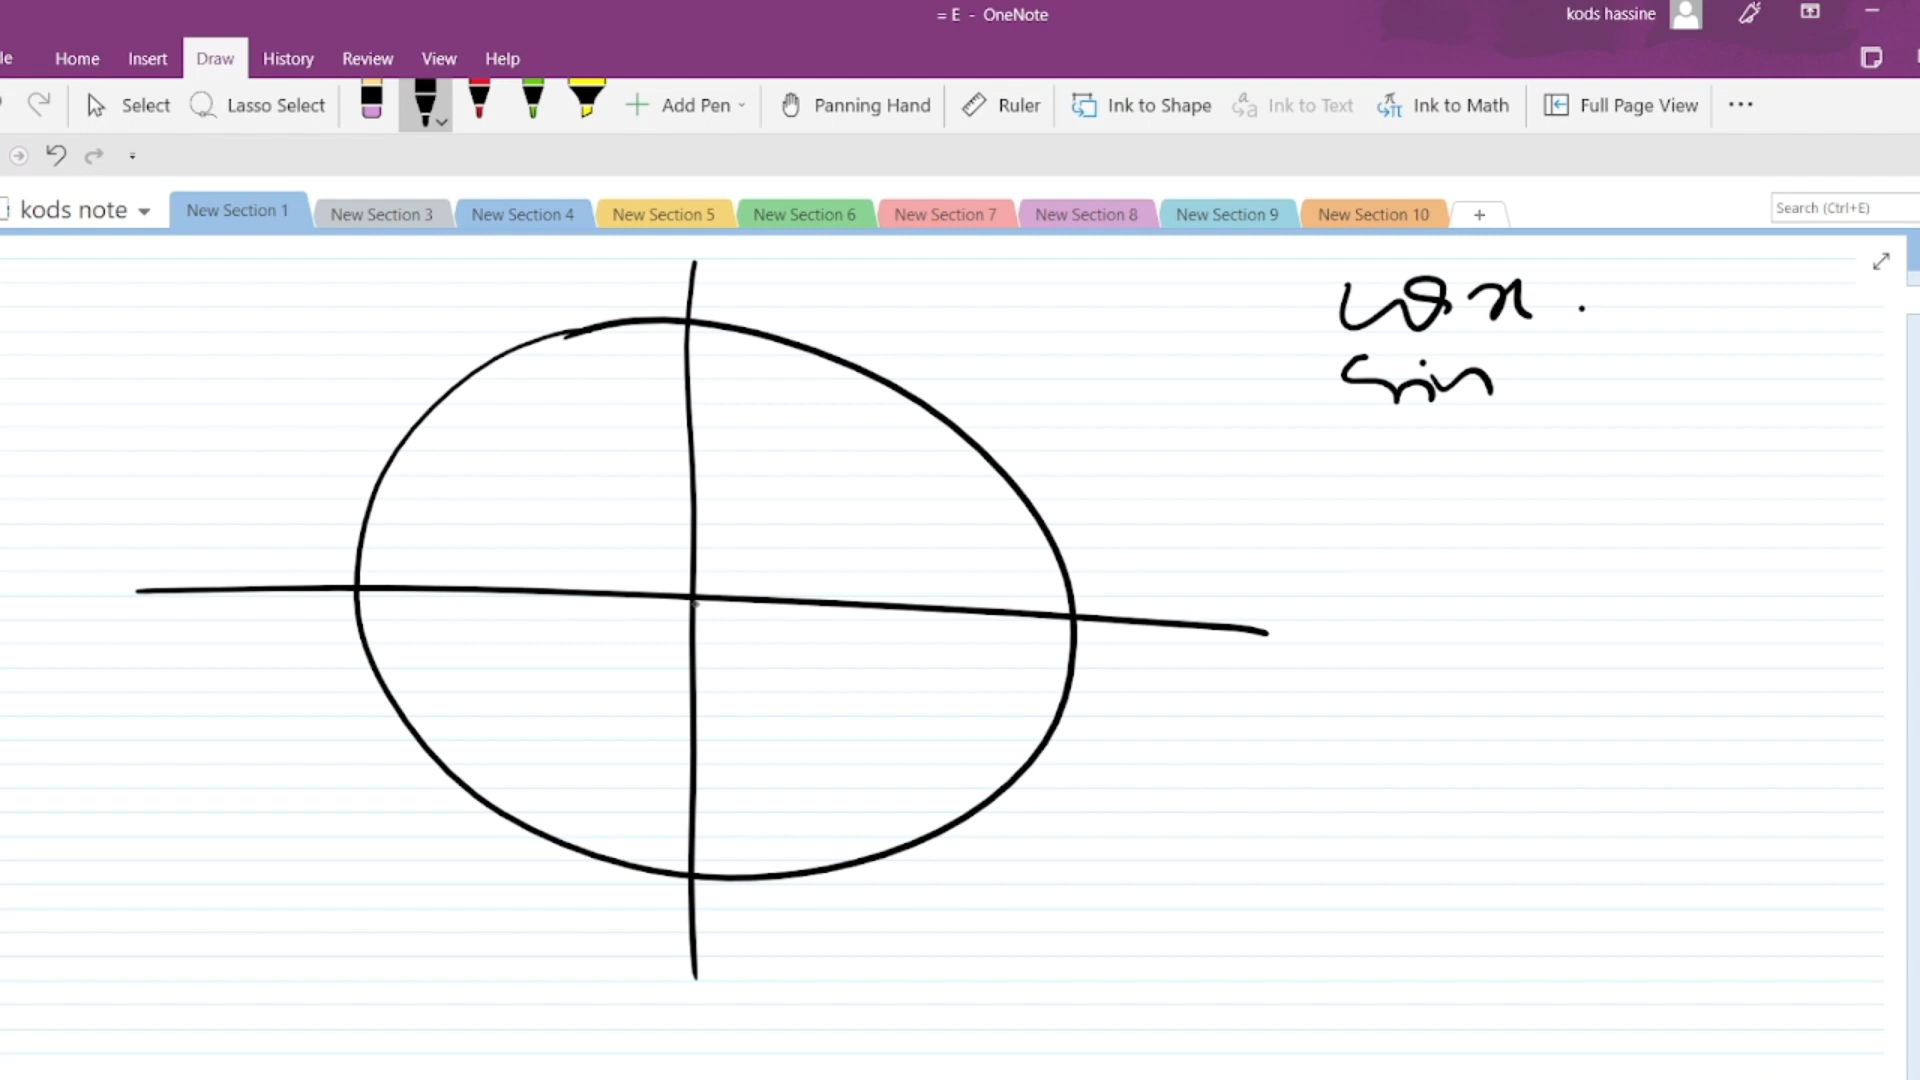 = E - OneNote
kods hassine
le Home Insert Draw History Review View Help
Select Lasso Select Add Pen Panning Hand Ruler Ink to Shape Ink to Text Ink to Math Full Page View
kods note New Section 1 New Section 3 New Section 4 New Section 5 New Section 6 New Section 7 New Section 8 New Section 9 New Section 10 + Search (Ctrl+E)
cos x .
sin